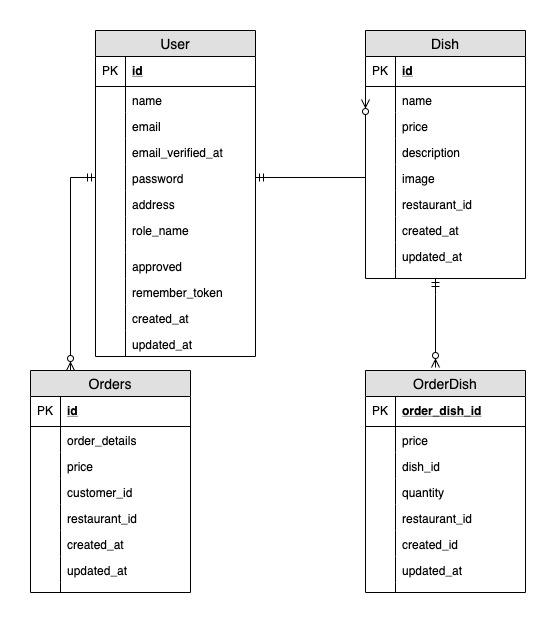 User
PK id
name
email
email_verified_at
password
address
role_name
approved
remember_token
created_at
updated_at
Dish
PK id
name
price
description
image
restaurant_id
created_at
updated_at
Orders
PK id
order_details
price
customer_id
restaurant_id
created_at
updated_at
OrderDish
PK order_dish_id
price
dish_id
quantity
restaurant_id
created_id
updated_at